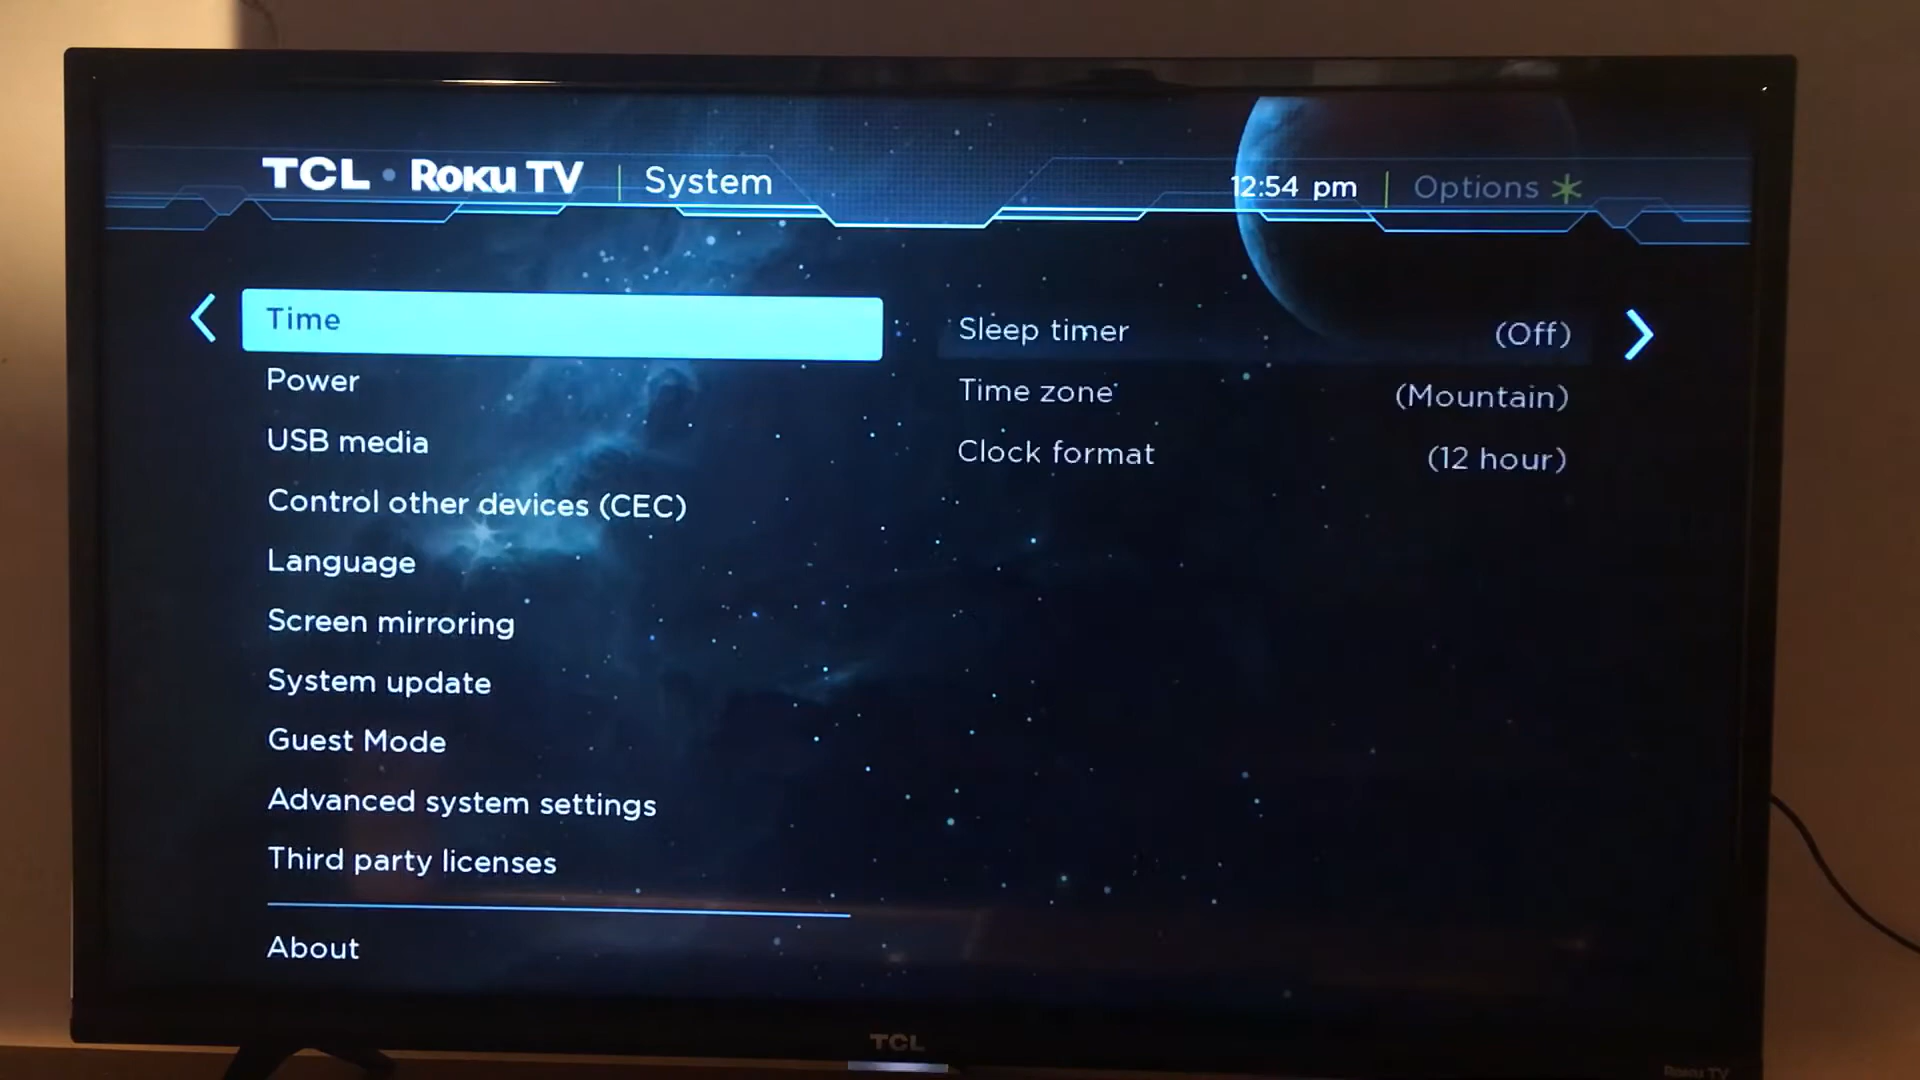 TCL • Roku TV | System
12:54 pm | Options
Time
Power
USB media
Control other devices (CEC)
Language
Screen mirroring
System update
Guest Mode
Advanced system settings
Third party licenses
About
Sleep timer (Off)
Time zone (Mountain)
Clock format (12 hour)
TCL
Roku TV